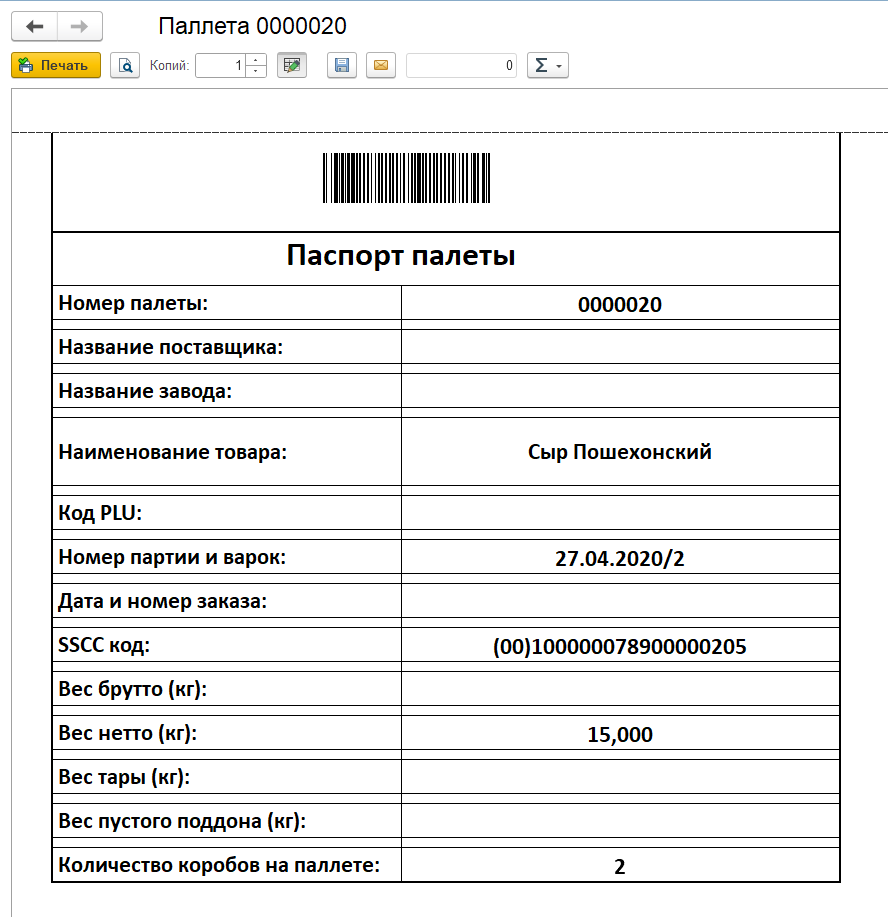 Паллета 0000020
Печать
Копий: 1
0
Σ
Паспорт палеты
Номер палеты: 0000020
Название поставщика:
Название завода:
Наименование товара: Сыр Пошехонский
Код PLU:
Номер партии и варок: 27.04.2020/2
Дата и номер заказа:
SSCC код: (00)100000078900000205
Вес брутто (кг):
Вес нетто (кг): 15,000
Вес тары (кг):
Вес пустого поддона (кг):
Количество коробов на паллете: 2